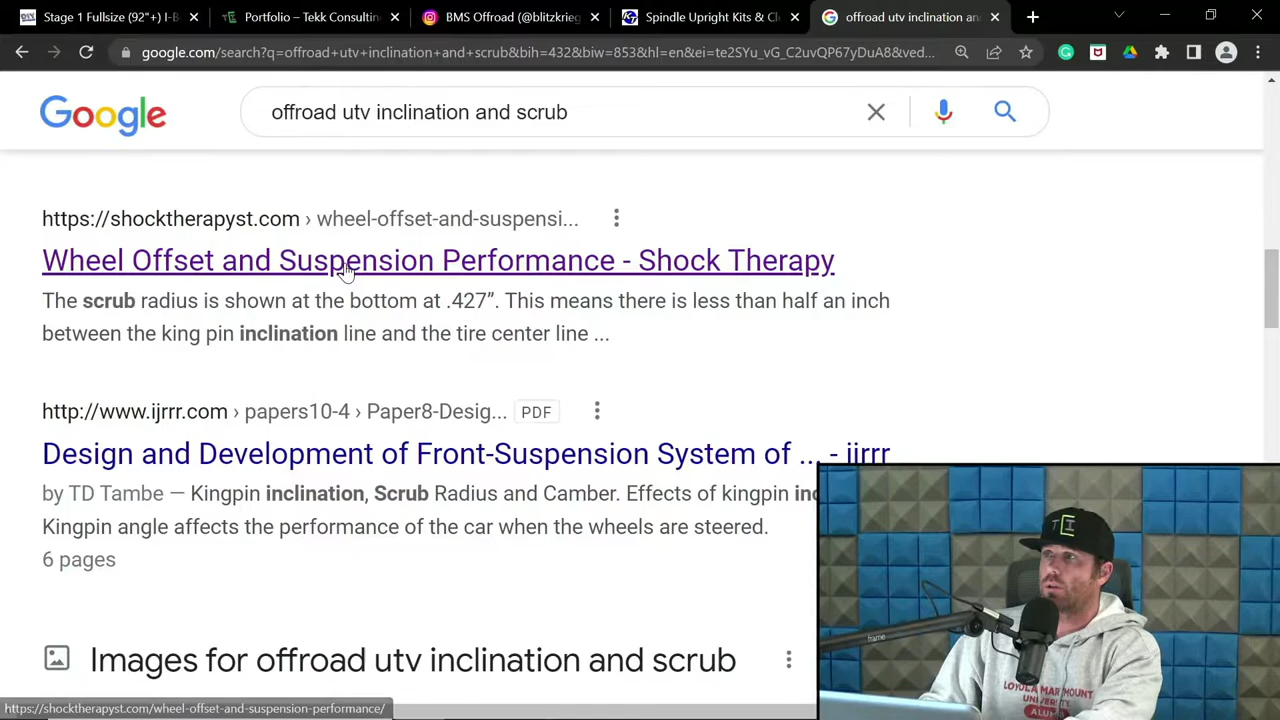 Stage 1 Fullsize (92"+) I-B
Portfolio – Tekk Consultin
BMS Offroad (@blitzkrieg
Spindle Upright Kits & Cl
offroad utv inclination an
google.com/search?q=offroad+utv+inclination+and+scrub&bih=432&biw=853&hl=en&ei=te2SYu_vG_C2uvQP67yDuA8&ved...
Google
offroad utv inclination and scrub
https://shocktherapyst.com › wheel-offset-and-suspensi...
Wheel Offset and Suspension Performance - Shock Therapy
The scrub radius is shown at the bottom at .427”. This means there is less than half an inch
between the king pin inclination line and the tire center line ...
http://www.ijrrr.com › papers10-4 › Paper8-Desig... PDF
Design and Development of Front-Suspension System of ... - ijrrr
by TD Tambe — Kingpin inclination, Scrub Radius and Camber. Effects of kingpin inc
Kingpin angle affects the performance of the car when the wheels are steered.
6 pages
Images for offroad utv inclination and scrub
https://shocktherapyst.com/wheel-offset-and-suspension-performance/
frame
LOYOLA MARYMOUNT
UNIVERSITY
ALUM